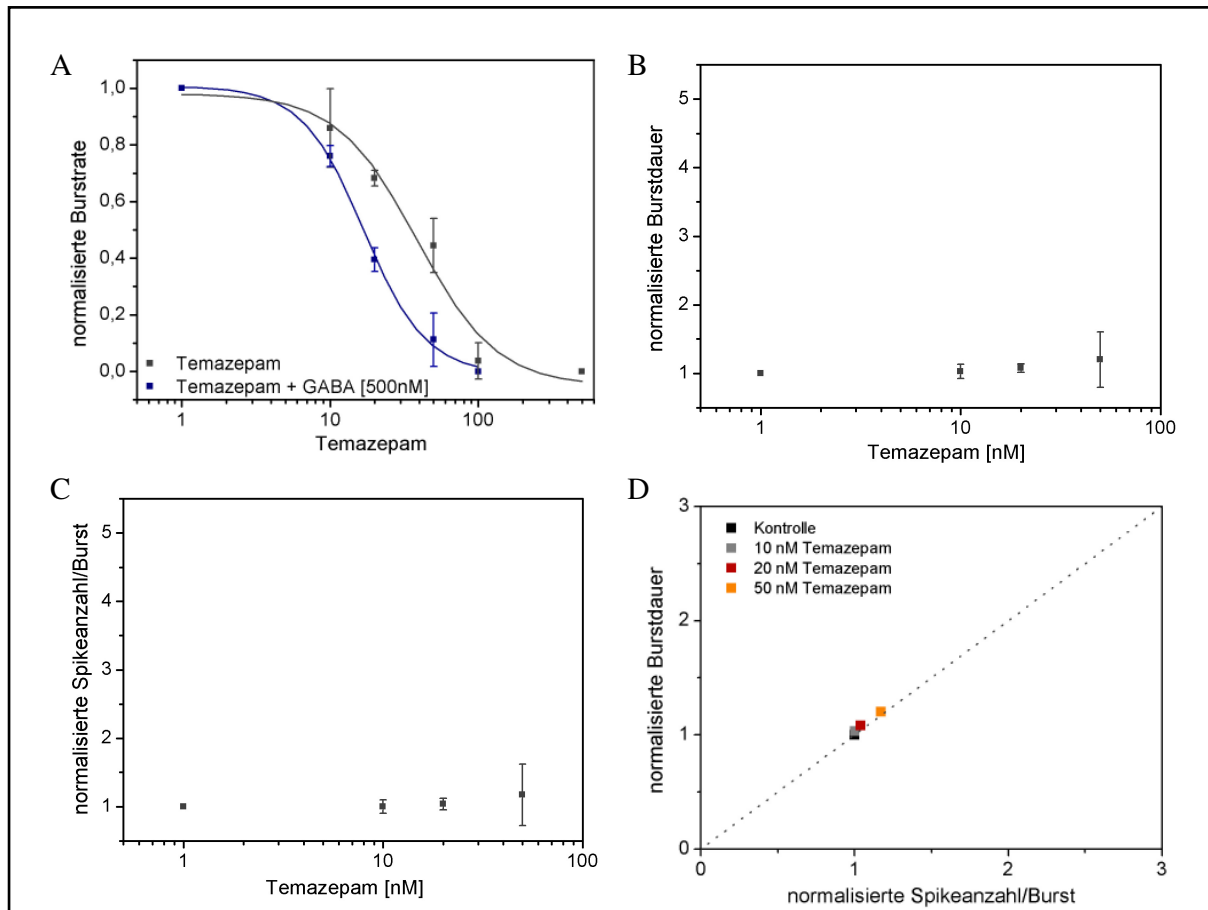 A
normalisierte Burstrate
1,0
0,8
0,6
0,4
0,2
0,0
Temazepam
Temazepam + GABA [500nM]
1
10
100
Temazepam
B
normalisierte Burstdauer
5
4
3
2
1
1
10
100
Temazepam [nM]
C
normalisierte Spikeanzahl/Burst
5
4
3
2
1
1
10
100
Temazepam [nM]
D
normalisierte Burstdauer
3
2
1
0
Kontrolle
10 nM Temazepam
20 nM Temazepam
50 nM Temazepam
0
1
2
3
normalisierte Spikeanzahl/Burst